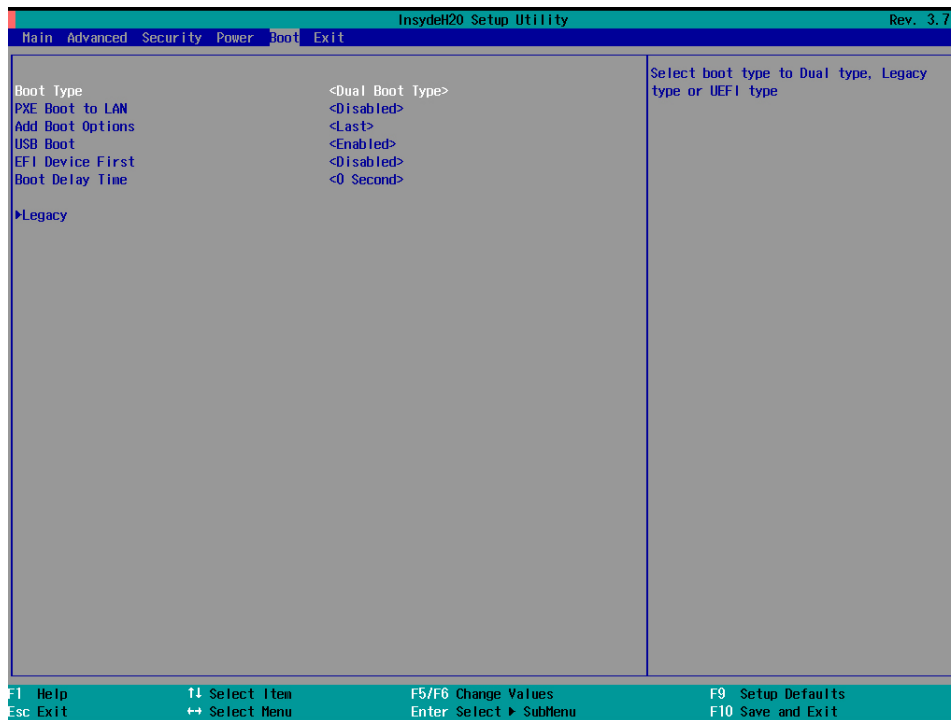 InsydeH20 Setup Utility Rev. 3.7
Main Advanced Security Power Boot Exit
Boot Type <Dual Boot Type>
PXE Boot to LAN <Disabled>
Add Boot Options <Last>
USB Boot <Enabled>
EFI Device First <Disabled>
Boot Delay Time <0 Second>
▶Legacy
Select boot type to Dual type, Legacy
type or UEFI type
F1 Help ↑↓ Select Item F5/F6 Change Values F9 Setup Defaults
Esc Exit ↔ Select Menu Enter Select ▶ SubMenu F10 Save and Exit